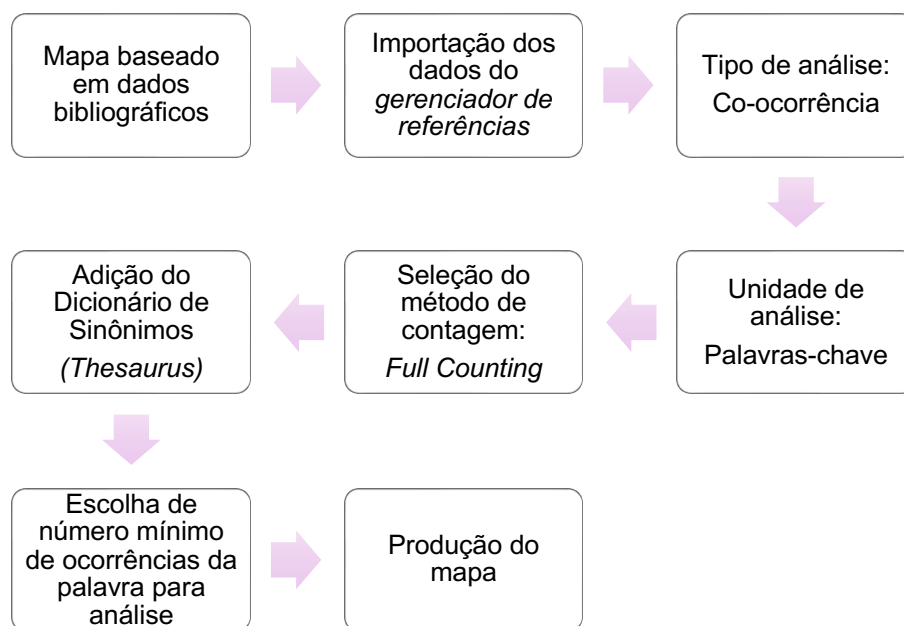 Mapa baseado
em dados
bibliográficos
Importação dos
dados do
gerenciador de
referências
Tipo de análise:
Co-ocorrência
Unidade de
análise:
Palavras-chave
Seleção do
método de
contagem:
Full Counting
Adição do
Dicionário de
Sinônimos
(Thesaurus)
Escolha de
número mínimo
de ocorrências da
palavra para
análise
Produção do
mapa